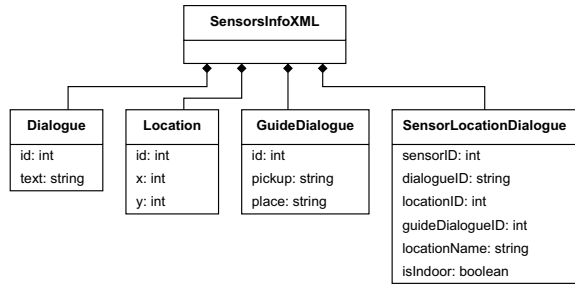 SensorsInfoXML
Dialogue
id: int
text: string
Location
id: int
x: int
y: int
GuideDialogue
id: int
pickup: string
place: string
SensorLocationDialogue
sensorID: int
dialogueID: string
locationID: int
guideDialogueID: int
locationName: string
isIndoor: boolean